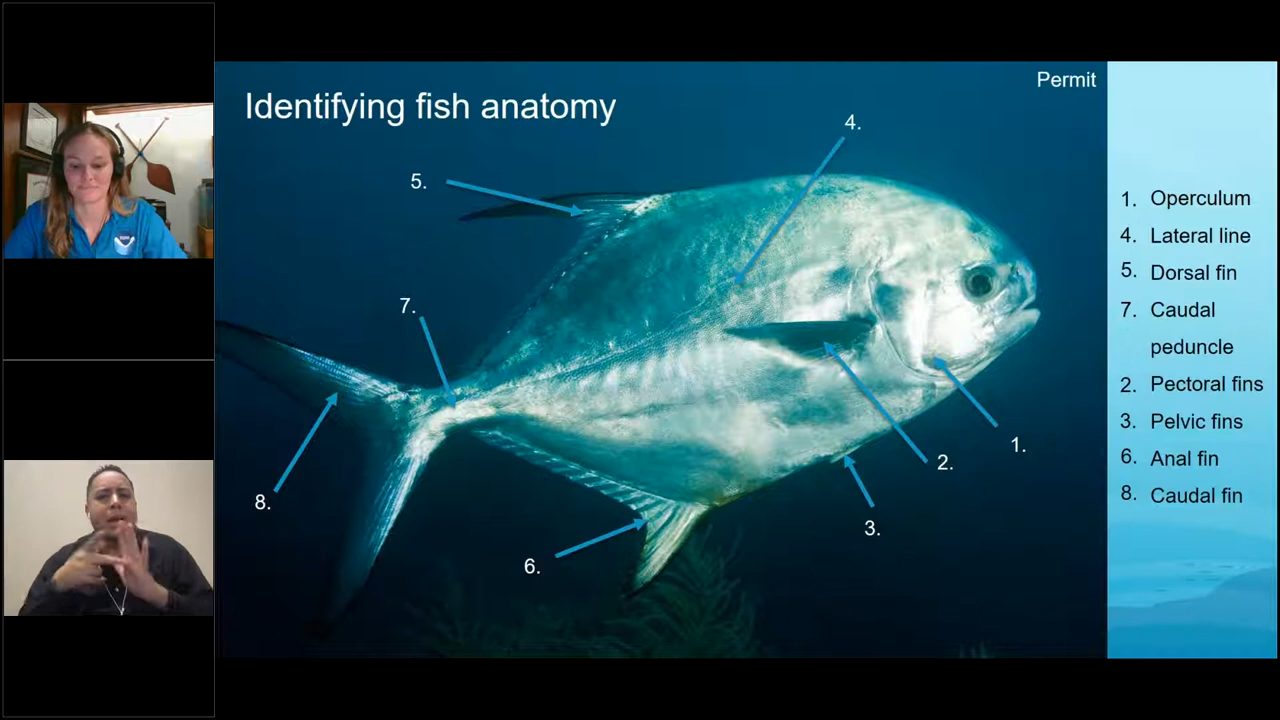 Permit
Identifying fish anatomy
4.
5.
7.
8.
6.
1.
2.
3.
1. Operculum
4. Lateral line
5. Dorsal fin
7. Caudal
peduncle
2. Pectoral fins
3. Pelvic fins
6. Anal fin
8. Caudal fin